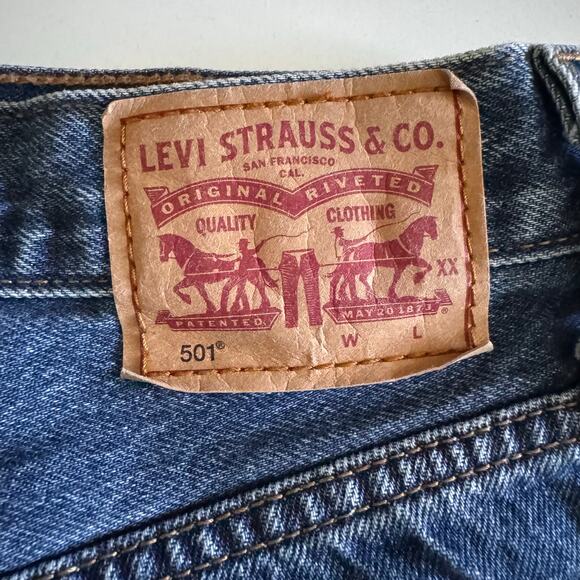 LEVI STRAUSS & CO.
SAN FRANCISCO
CAL.
ORIGINAL RIVETED
QUALITY CLOTHING
XX
PATENTED MAY 20 1873
501® W L